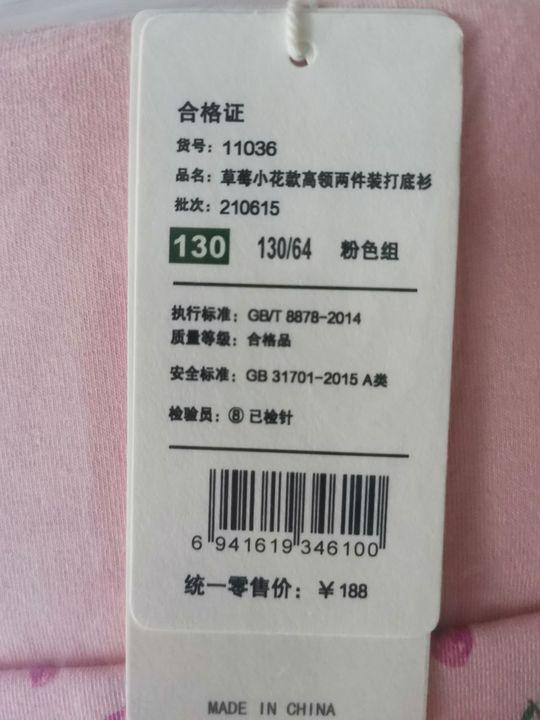 合格证
货号：11036
品名：草莓小花款高领两件装打底衫
批次：210615
130 130/64 粉色组
执行标准：GB/T 8878-2014
质量等级：合格品
安全标准：GB 31701-2015 A类
检验员：⑧ 已检针
6 941619 346100
统一零售价：￥188
MADE IN CHINA